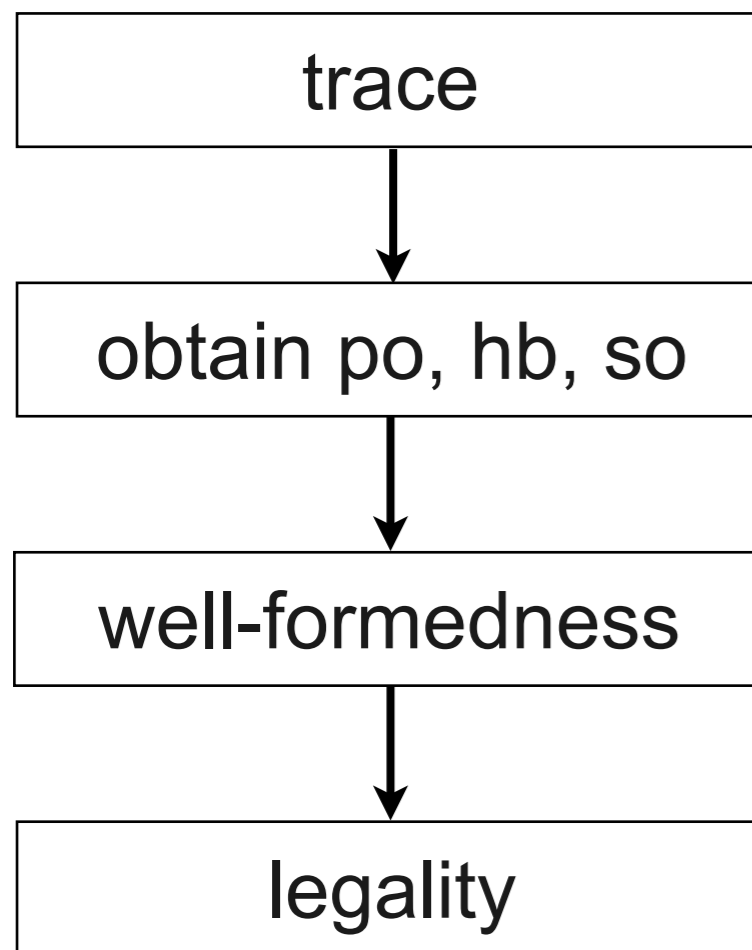 trace
obtain po, hb, so
well-formedness
legality